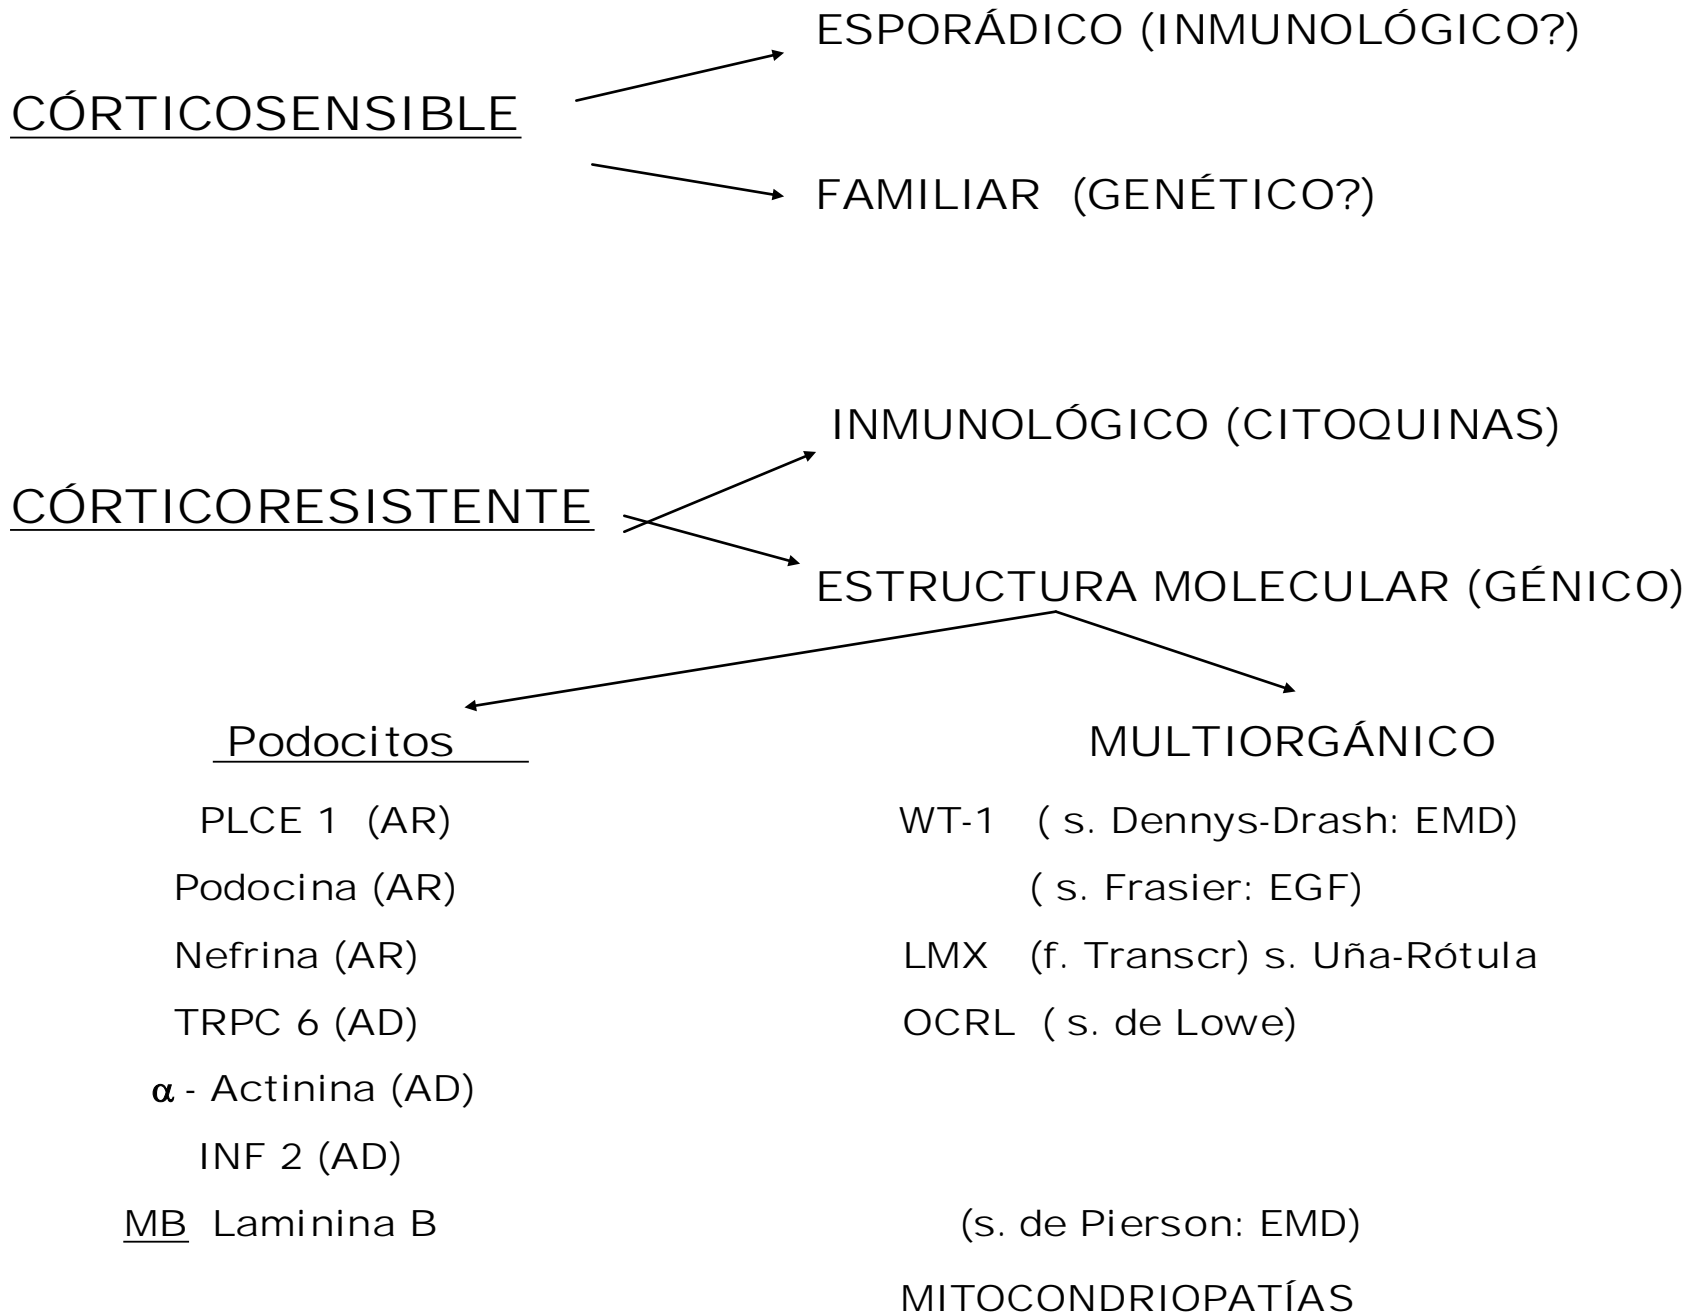 ESPORÁDICO (INMUNOLÓGICO?)
CÓRTICOSENSIBLE
FAMILIAR (GENÉTICO?)
INMUNOLÓGICO (CITOQUINAS)
CÓRTICORESISTENTE
ESTRUCTURA MOLECULAR (GÉNICO)
Podocitos MULTIORGÁNICO
PLCE 1 (AR) WT-1 ( s. Dennys-Drash: EMD)
Podocina (AR) ( s. Frasier: EGF)
Nefrina (AR) LMX (f. Transcr) s. Uña-Rótula
TRPC 6 (AD) OCRL ( s. de Lowe)
α - Actinina (AD)
INF 2 (AD)
MB Laminina B (s. de Pierson: EMD)
MITOCONDRIOPATÍAS